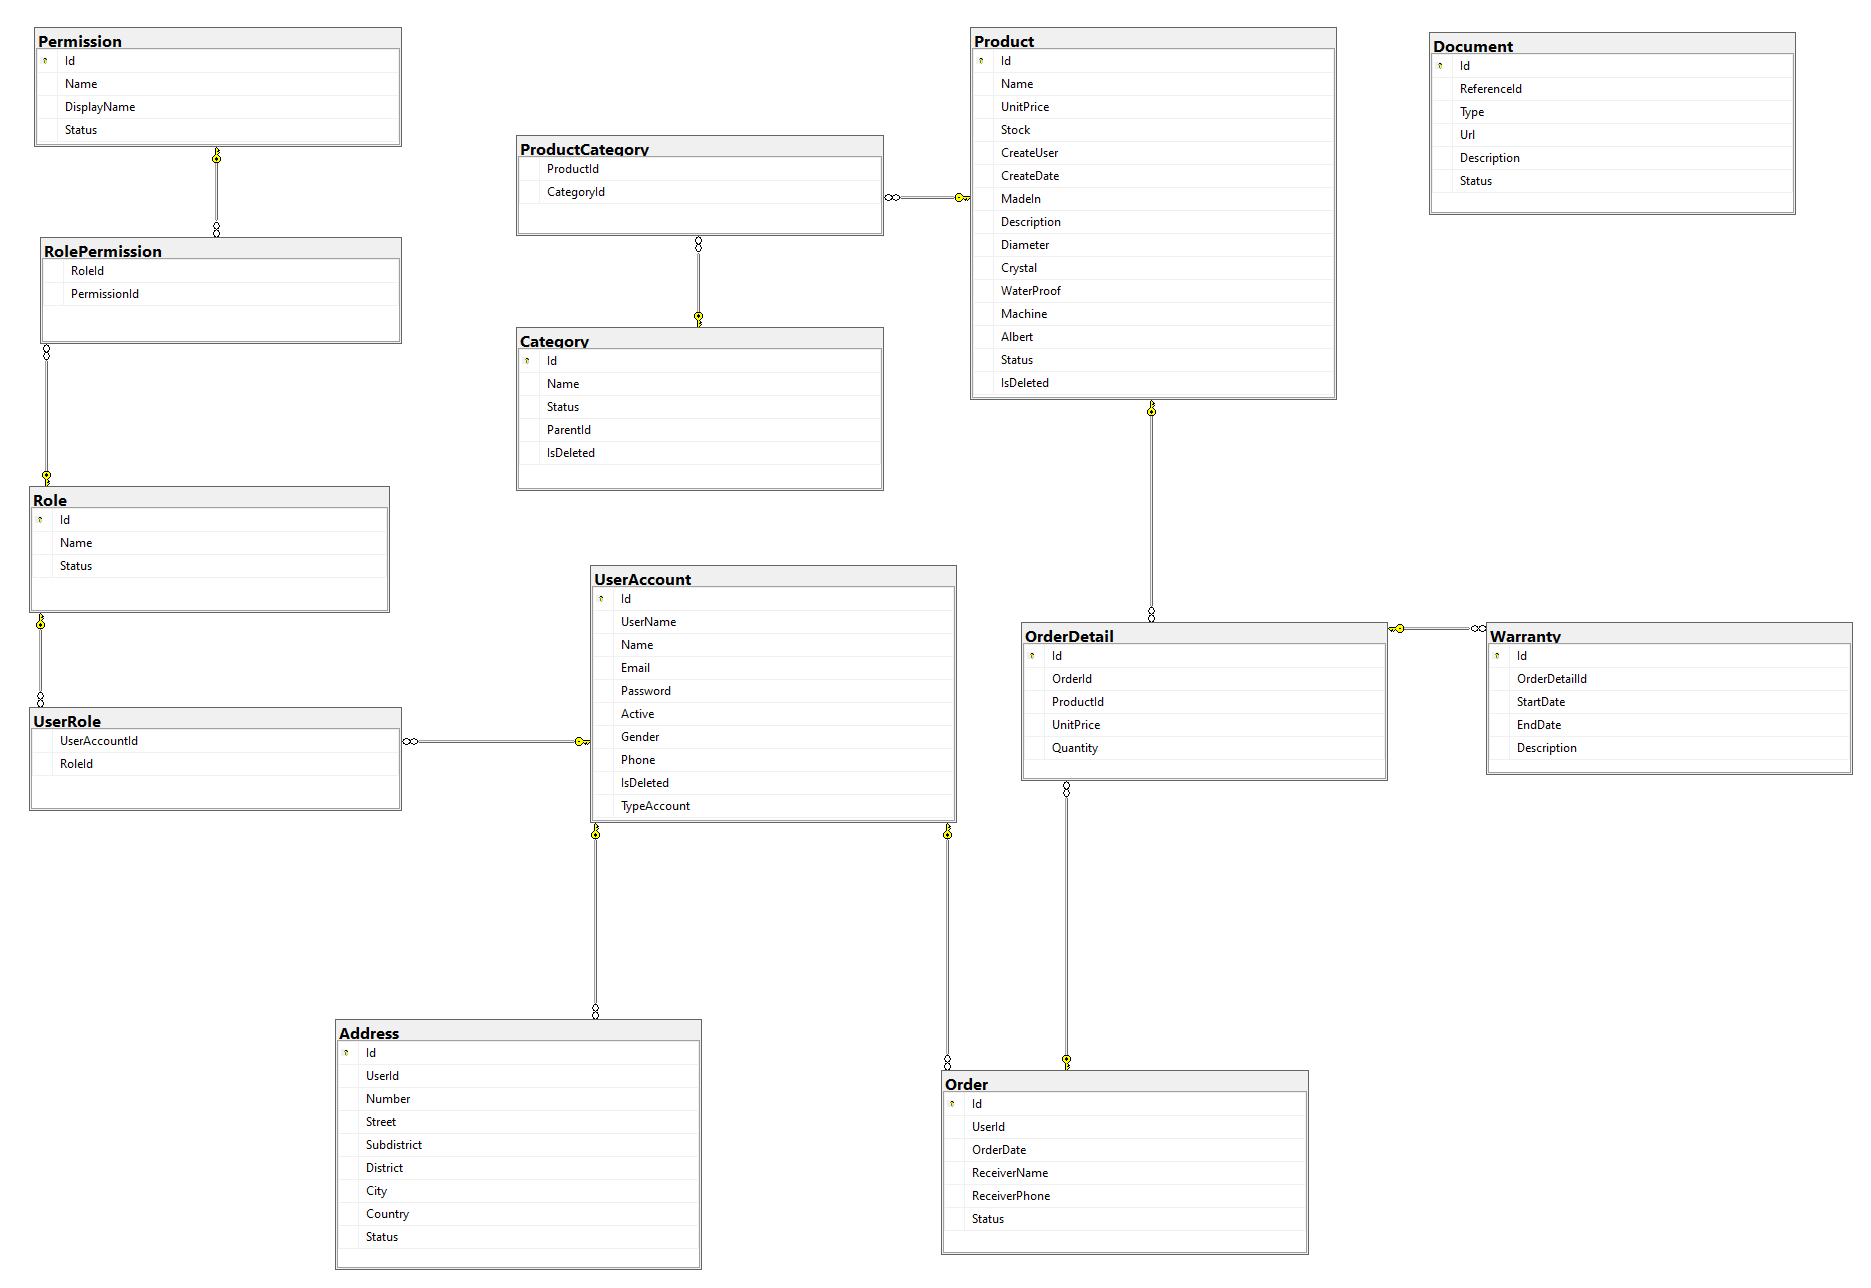 Permission
Id
Name
DisplayName
Status
RolePermission
RoleId
PermissionId
Role
Id
Name
Status
UserRole
UserAccountId
RoleId
ProductCategory
ProductId
CategoryId
Category
Id
Name
Status
ParentId
IsDeleted
UserAccount
Id
UserName
Name
Email
Password
Active
Gender
Phone
IsDeleted
TypeAccount
Address
Id
UserId
Number
Street
Subdistrict
District
City
Country
Status
Product
Id
Name
UnitPrice
Stock
CreateUser
CreateDate
MadeIn
Description
Diameter
Crystal
WaterProof
Machine
Albert
Status
IsDeleted
OrderDetail
Id
OrderId
ProductId
UnitPrice
Quantity
Order
Id
UserId
OrderDate
ReceiverName
ReceiverPhone
Status
Document
Id
ReferenceId
Type
Url
Description
Status
Warranty
Id
OrderDetailId
StartDate
EndDate
Description